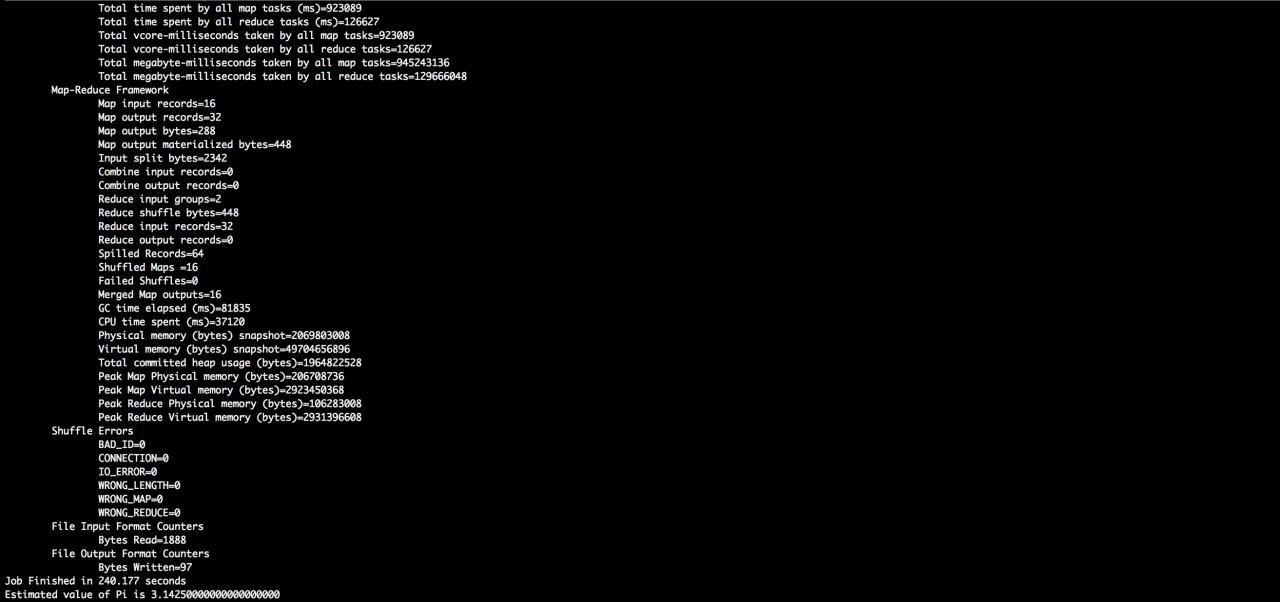 Total time spent by all map tasks (ms)=923089
Total time spent by all reduce tasks (ms)=126627
Total vcore-milliseconds taken by all map tasks=923089
Total vcore-milliseconds taken by all reduce tasks=126627
Total megabyte-milliseconds taken by all map tasks=945243136
Total megabyte-milliseconds taken by all reduce tasks=129666048
Map-Reduce Framework
Map input records=16
Map output records=32
Map output bytes=288
Map output materialized bytes=448
Input split bytes=2342
Combine input records=0
Combine output records=0
Reduce input groups=2
Reduce shuffle bytes=448
Reduce input records=32
Reduce output records=0
Spilled Records=64
Shuffled Maps =16
Failed Shuffles=0
Merged Map outputs=16
GC time elapsed (ms)=81835
CPU time spent (ms)=37120
Physical memory (bytes) snapshot=2069803008
Virtual memory (bytes) snapshot=49704656896
Total committed heap usage (bytes)=1964822528
Peak Map Physical memory (bytes)=206708736
Peak Map Virtual memory (bytes)=2923450368
Peak Reduce Physical memory (bytes)=106283008
Peak Reduce Virtual memory (bytes)=2931396608
Shuffle Errors
BAD_ID=0
CONNECTION=0
IO_ERROR=0
WRONG_LENGTH=0
WRONG_MAP=0
WRONG_REDUCE=0
File Input Format Counters
Bytes Read=1888
File Output Format Counters
Bytes Written=97
Job Finished in 240.177 seconds
Estimated value of Pi is 3.14250000000000000000